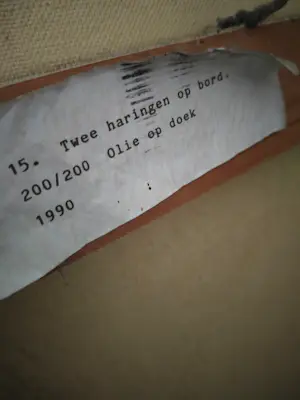 15. Twee haringen op bord.
200/200 Olie op doek
1990